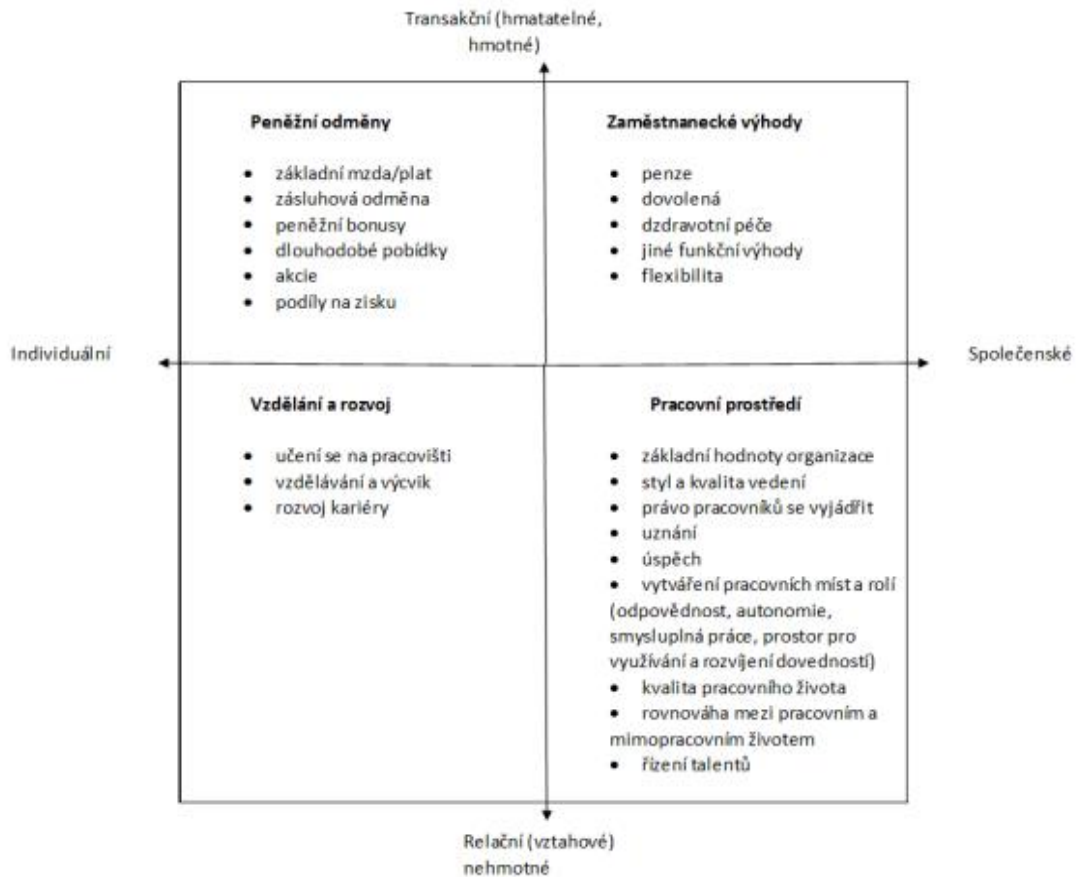 Transakční (hmatatelné,
hmotné)
Peněžní odměny
• základní mzda/plat
• zásluhová odměna
• peněžní bonusy
• dlouhodobé pobídky
• akcie
• podíly na zisku
Zaměstnanecké výhody
• penze
• dovolená
• dzdravotní péče
• jiné funkční výhody
• flexibilita
Individuální
Společenské
Vzdělání a rozvoj
• učení se na pracovišti
• vzdělávání a výcvik
• rozvoj kariéry
Pracovní prostředí
• základní hodnoty organizace
• styl a kvalita vedení
• právo pracovníků se vyjádřit
• uznání
• úspěch
• vytváření pracovních míst a rolí
(odpovědnost, autonomie,
smysluplná práce, prostor pro
využívání a rozvíjení dovedností)
• kvalita pracovního života
• rovnováha mezi pracovním a
mimopracovním životem
• řízení talentů
Relační (vztahové)
nehmotné